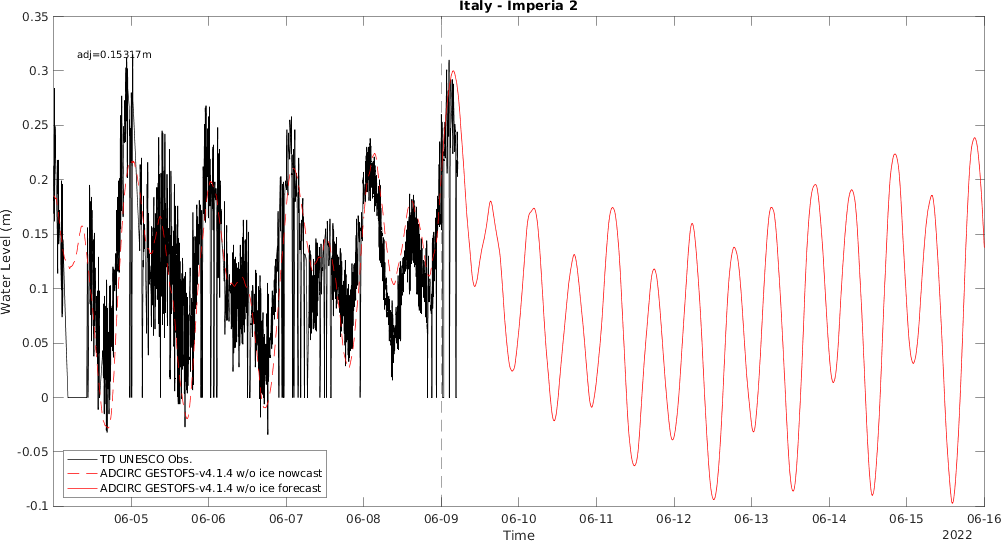 Italy - Imperia 2
0.35
0.3
0.25
0.2
0.15
0.1
0.05
0
-0.05
-0.1
Water Level (m)
adj=0.15317m
TD UNESCO Obs.
ADCIRC GESTOFS-v4.1.4 w/o ice nowcast
ADCIRC GESTOFS-v4.1.4 w/o ice forecast
06-05 06-06 06-07 06-08 06-09 06-10 06-11 06-12 06-13 06-14 06-15 06-16
Time
2022